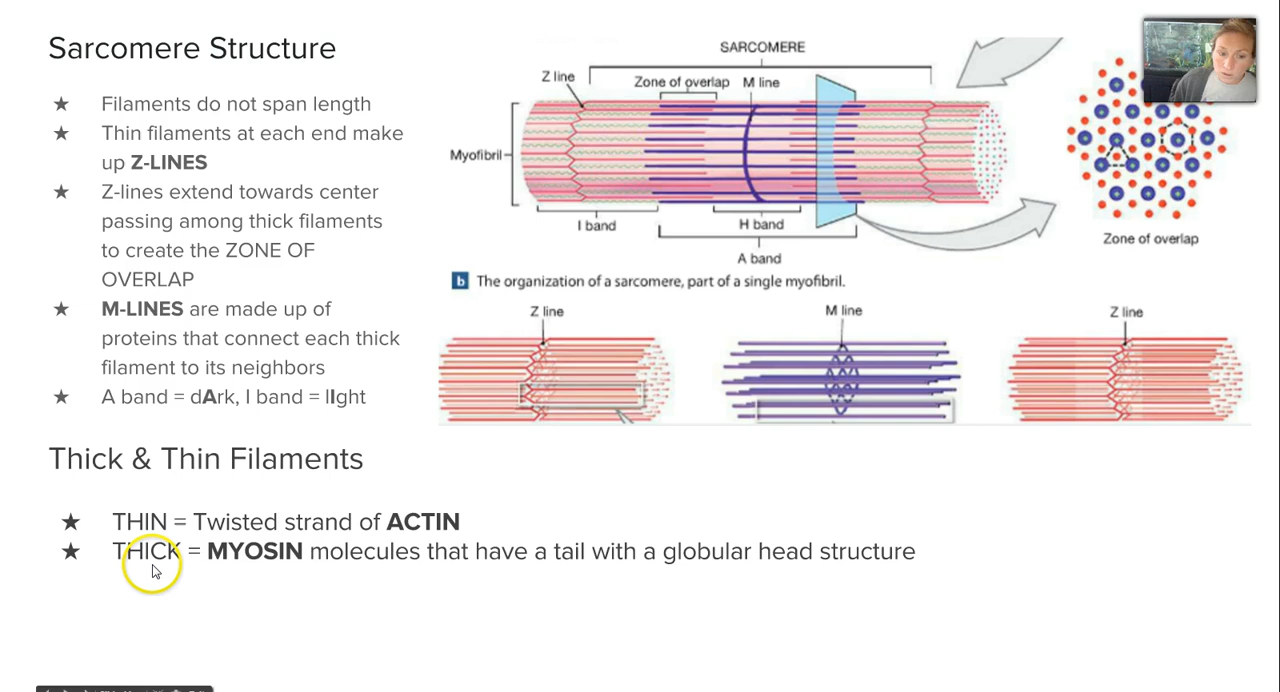 Sarcomere Structure
★ Filaments do not span length
★ Thin filaments at each end make
up Z-LINES
★ Z-lines extend towards center
passing among thick filaments
to create the ZONE OF
OVERLAP
★ M-LINES are made up of
proteins that connect each thick
filament to its neighbors
★ A band = dArk, I band = lIght
SARCOMERE
Z line
Zone of overlap
M line
Myofibril
I band
H band
A band
Zone of overlap
b The organization of a sarcomere, part of a single myofibril.
Z line
M line
Z line
Thick & Thin Filaments
★ THIN = Twisted strand of ACTIN
★ THICK = MYOSIN molecules that have a tail with a globular head structure